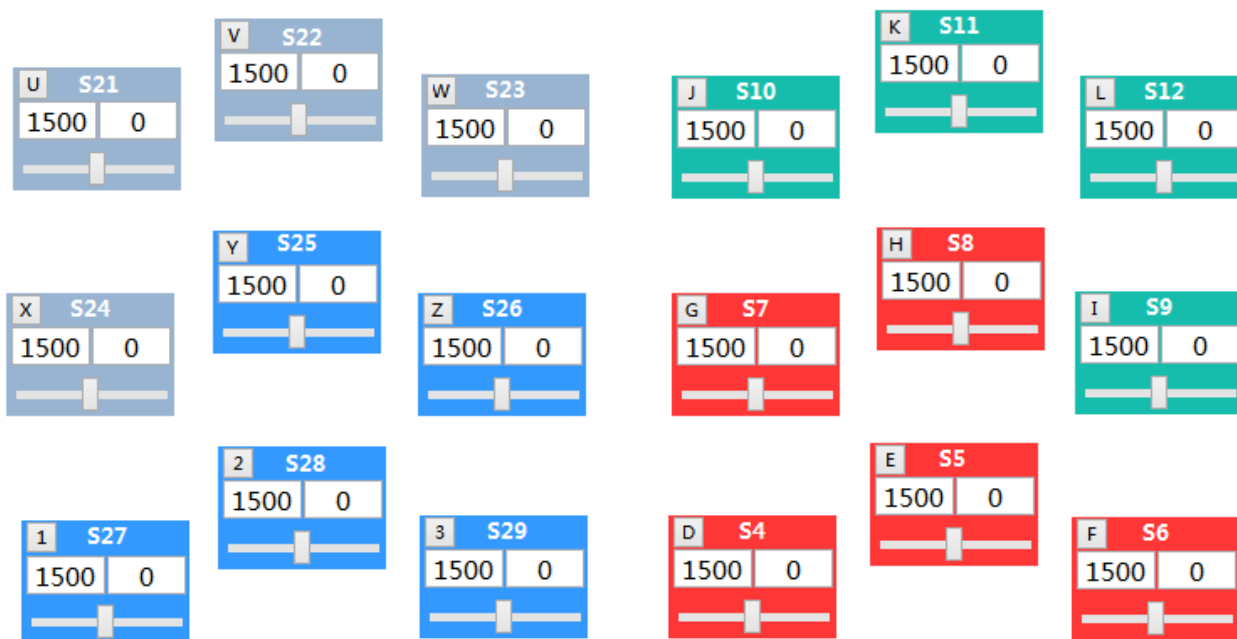 U S21
1500 0
V S22
1500 0
W S23
1500 0
J S10
1500 0
K S11
1500 0
L S12
1500 0
X S24
1500 0
Y S25
1500 0
Z S26
1500 0
G S7
1500 0
H S8
1500 0
I S9
1500 0
1 S27
1500 0
2 S28
1500 0
3 S29
1500 0
D S4
1500 0
E S5
1500 0
F S6
1500 0